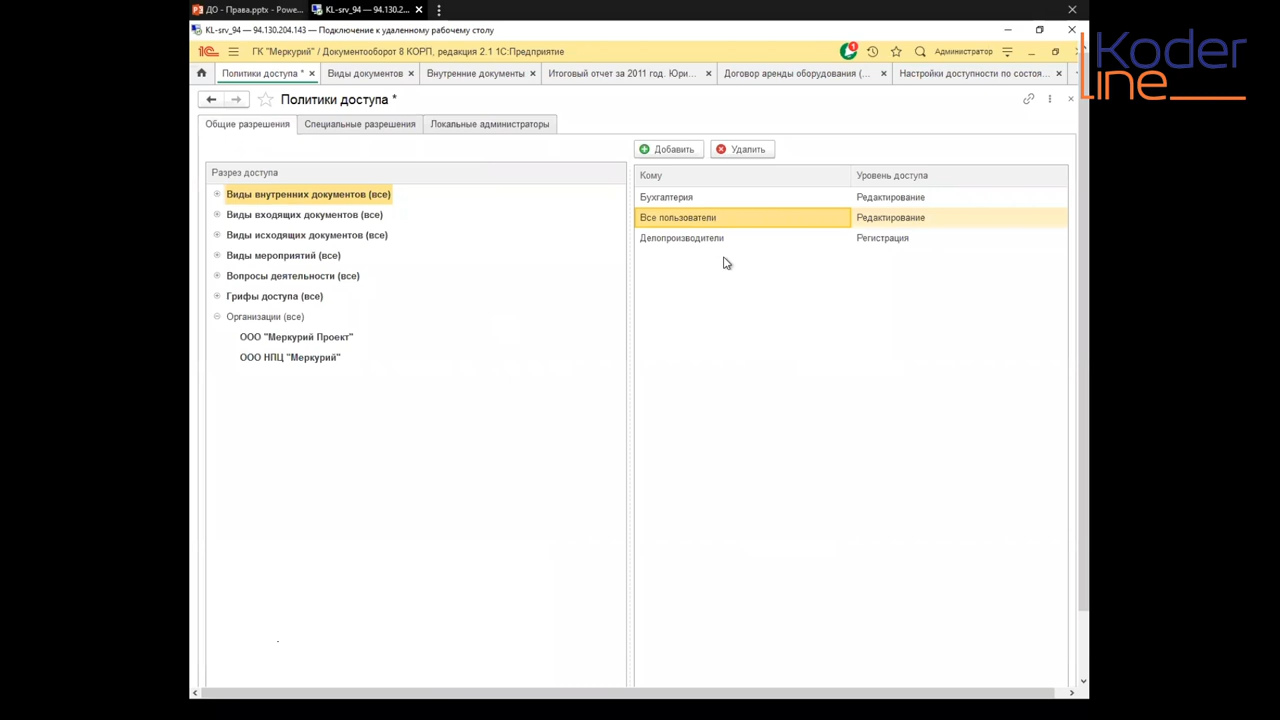 ДО - Права.pptx - Powe...
KL-srv_94 — 94.130.2...
KL-srv_94 — 94.130.204.143 — Подключение к удаленному рабочему столу
Koder
line
1С
ГК "Меркурий" / Документооборот 8 КОРП, редакция 2.1 1С:Предприятие
1
Администратор
Политики доступа *
Виды документов
Внутренние документы
Итоговый отчет за 2011 год. Юри...
Договор аренды оборудования (...
Настройки доступности по состоя...
Политики доступа *
Общие разрешения
Специальные разрешения
Локальные администраторы
Добавить
Удалить
Разрез доступа
Кому
Уровень доступа
Виды внутренних документов (все)
Бухгалтерия
Редактирование
Виды входящих документов (все)
Все пользователи
Редактирование
Виды исходящих документов (все)
Делопроизводители
Регистрация
Виды мероприятий (все)
Вопросы деятельности (все)
Грифы доступа (все)
Организации (все)
ООО "Меркурий Проект"
ООО НПЦ "Меркурий"